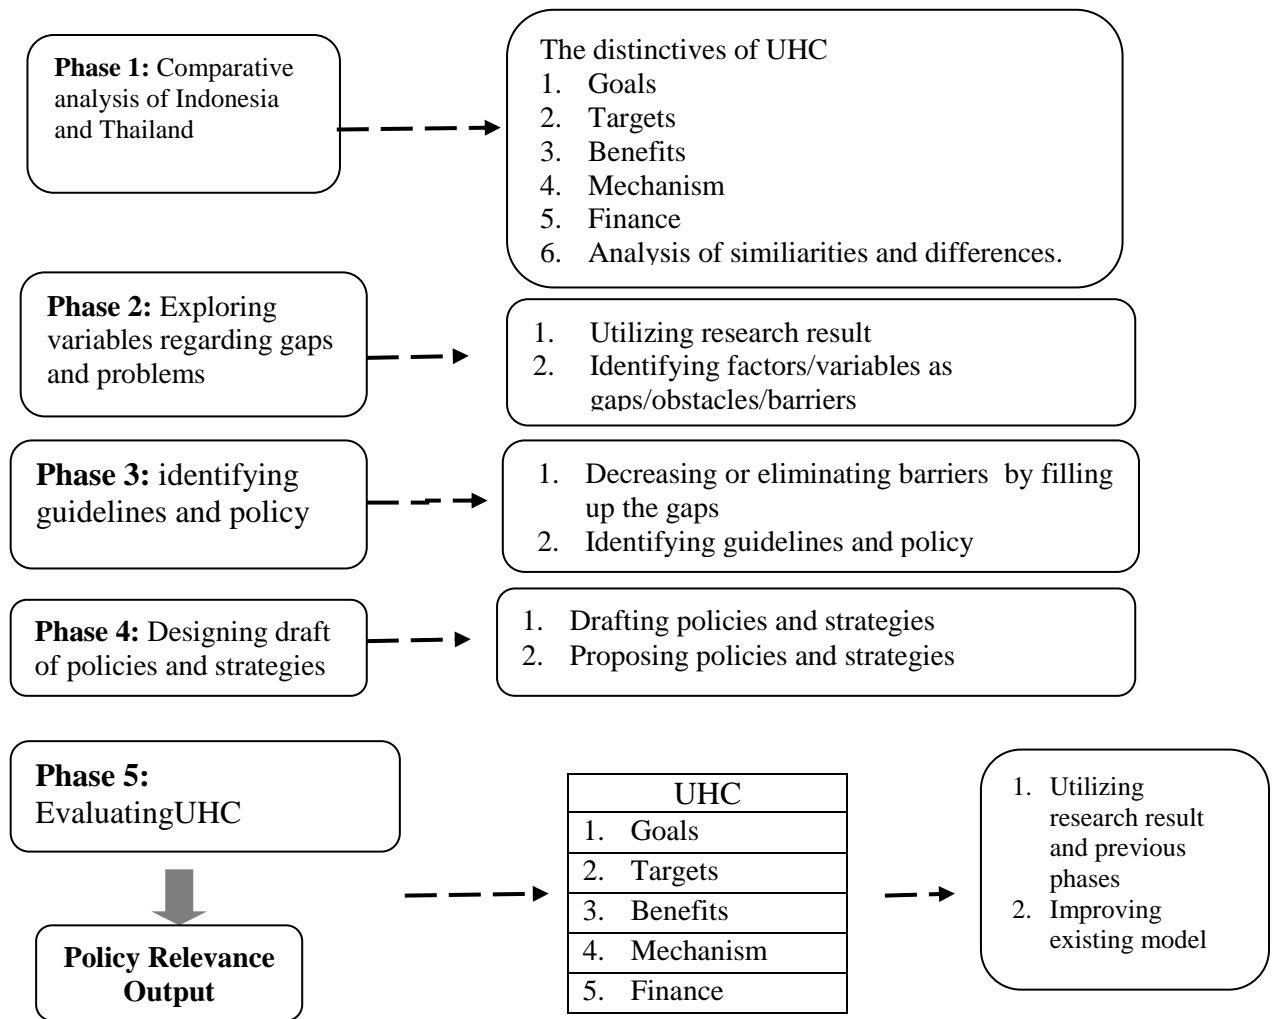 Phase 1: Comparative
analysis of Indonesia
and Thailand
The distinctives of UHC
1. Goals
2. Targets
3. Benefits
4. Mechanism
5. Finance
6. Analysis of similiarities and differences.
Phase 2: Exploring
variables regarding gaps
and problems
1. Utilizing research result
2. Identifying factors/variables as
gaps/obstacles/barriers
Phase 3: identifying
guidelines and policy
1. Decreasing or eliminating barriers by filling
up the gaps
2. Identifying guidelines and policy
Phase 4: Designing draft
of policies and strategies
1. Drafting policies and strategies
2. Proposing policies and strategies
Phase 5:
EvaluatingUHC
Policy Relevance
Output
UHC
1. Goals
2. Targets
3. Benefits
4. Mechanism
5. Finance
1. Utilizing
research result
and previous
phases
2. Improving
existing model